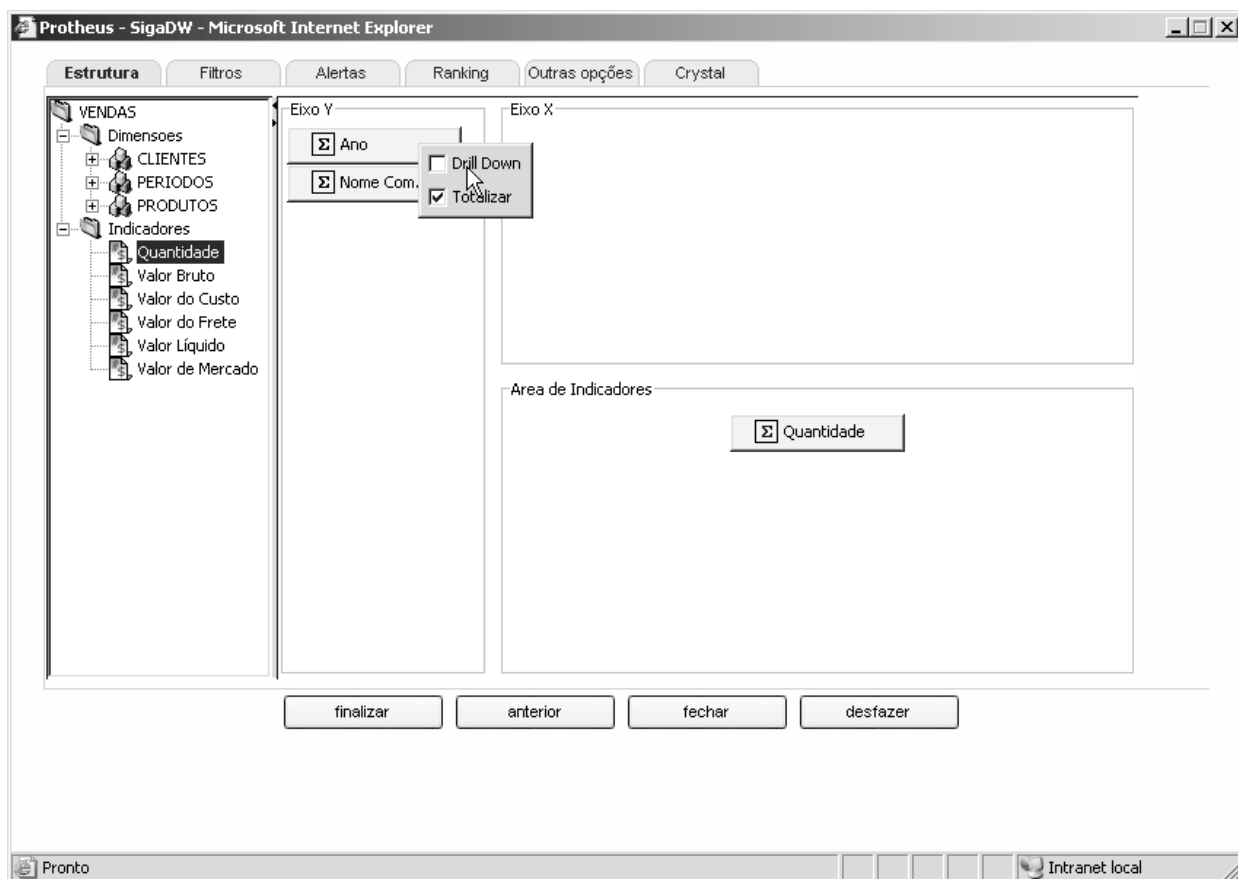 Protheus - SigaDW - Microsoft Internet Explorer
Estrutura Filtros Alertas Ranking Outras opções Crystal
VENDAS
Dimensoes
CLIENTES
PERIODOS
PRODUTOS
Indicadores
Quantidade
Valor Bruto
Valor do Custo
Valor do Frete
Valor Líquido
Valor de Mercado
Eixo Y
Σ Ano
Σ Nome Com.
Drill Down
Totalizar
Eixo X
Area de Indicadores
Σ Quantidade
finalizar anterior fechar desfazer
Pronto Intranet local